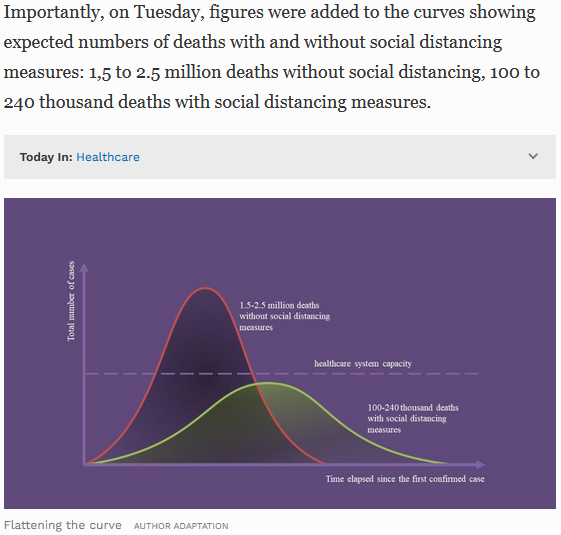 Importantly, on Tuesday, figures were added to the curves showing
expected numbers of deaths with and without social distancing
measures: 1,5 to 2.5 million deaths without social distancing, 100 to
240 thousand deaths with social distancing measures.
Today In: Healthcare
Total number of cases
1.5-2.5 million deaths
without social distancing
measures
healthcare system capacity
100-240 thousand deaths
with social distancing
measures
Time elapsed since the first confirmed case
Flattening the curve AUTHOR ADAPTATION